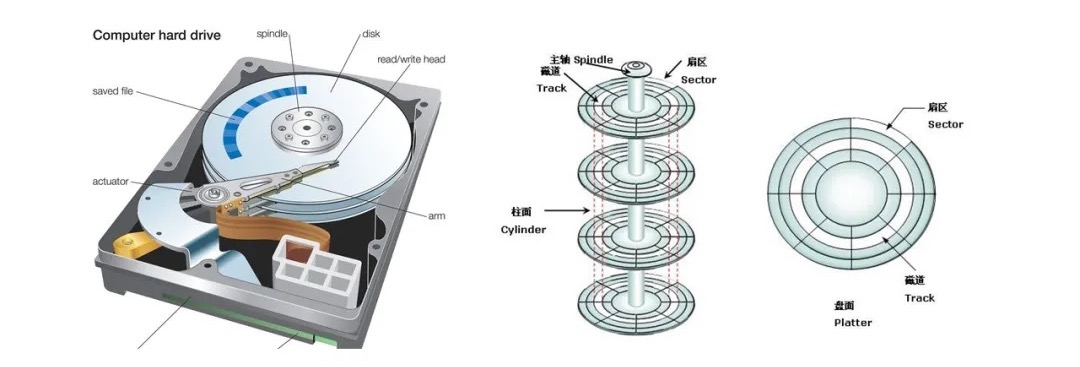 Computer hard drive
spindle
disk
read/write head
saved file
actuator
arm
主轴 Spindle
磁道
Track
扇区
Sector
柱面
Cylinder
扇区
Sector
磁道
Track
盘面
Platter